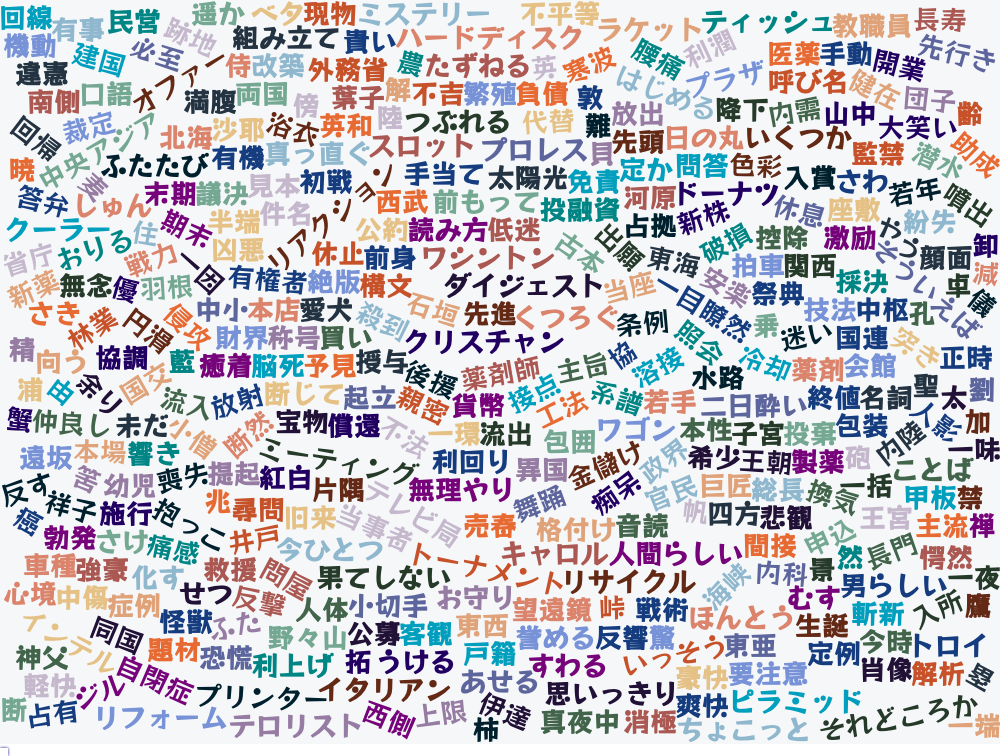 回線 有事 民営 跡地 遥か ベタ 現物 ミステリー 不平等 ラケット ティッシュ 教職員 長寿
機動 建国 必至 組み立て 貴い ハードディスク 利潤 医薬 手動 開業 先行き
違憲 オファー 侍 改築 外務省 農 たずねる 英 寒波 腰痛 はじめる プラザ 呼び名 健在 団子 齢
南側 口語 満腹 両国 傍 葉子 解 不吉 繁殖 負債 敦 放出 降下 内需 山中 大笑い 助成
回帰 裁定 中央 アジア 北海 沙耶 浴衣 英和 陸 つぶれる 代替 難 先頭 日の丸 いくつか 監禁 潜水
暁 麦 ふたたび 有機 真っ直ぐ スロット プロレス 貝 定か 問答 色彩 入賞 さわ 若年 噴出
答弁 しゅん 末期 議決 見本 初戦 リアクション 手当て 太陽光 免責 河原 ドーナツ 休息 座敷 紛失
クーラー おりる 住 期末 半端 件名 西武 前もって 投融資 占拠 新株 破損 控除 激励 やっ 顔面 卸
省庁 戦力 凶悪 休止 公約 読み方 低迷 古本 出願 東海 拍車 関西 そういえば 減
新薬 無念 優 羽根 一因 有権者 絶版 構文 前身 ワシントン ダイジェスト 当座 一目瞭然 安楽 祭典 採決 卓 儀
さき 林業 円滑 侵攻 中小 本店 愛犬 殺到 石垣 先進 くつろぐ 条例 照会 乗 技法 中枢 孔
精 向う 協調 藍 財界 称号 買い クリスチャン 協 溶接 冷却 迷い 国連 突き 正時
浦 由 余り 国交 癒着 脳死 予見 授与 後援 薬剤師 接点 主旨 系譜 水路 薬剤 会館 聖 太 劉
蟹 仲良し 未だ 流入 放射 断じて 起立 親密 貨幣 工法 若手 二日酔い 終値 名詞 人影 加
遠坂 本場 響き 小僧 断然 宝物 償還 不法 一環 流出 包囲 ワゴン 本性 子宮 投棄 包装 内陸 一味
反す 筈 幼児 喪失 提起 紅白 ミーティング 片隅 テレビ局 利回り 異国 金儲け 政界 希少 王朝 製薬 砲 ことば
癌 祥子 施行 抱っこ 兆 尋問 旧来 当事者 無理やり 舞踊 痴呆 官民 巨匠 総長 換気 一括 甲板 禁
勃発 さけ 痛感 井戸 今ひとつ 売春 格付け 音読 帆 四方 悲観 申込 王宮 主流 禅
車種 強豪 化す 救援 問屋 果てしない トーナメント キャロル 人間らしい 間接 海峡 内科 景 然 長門 愕然
心境 中傷 症例 せつ 反撃 人体 小切手 お守り リサイクル 望遠鏡 峠 戦術 ほんとう むす 男らしい 一夜
インテル 同国 怪獣 ふた 野々山 公募 客観 東西 誉める 反響 驚 生誕 斬新 入所 鷹
神父 題材 恐慌 利上げ 拓 うける 戸籍 すわる いっそう 東亜 定例 今時 トロイ
軽快 ジル 自閉症 プリンター イタリアン あせる 思いっきり 豪快 要注意 肖像 解析 塁
断 占有 リフォーム テロリスト 西側 上限 柿 伊達 真夜中 消極 爽快 ピラミッド ちょこっと それどころか 一端